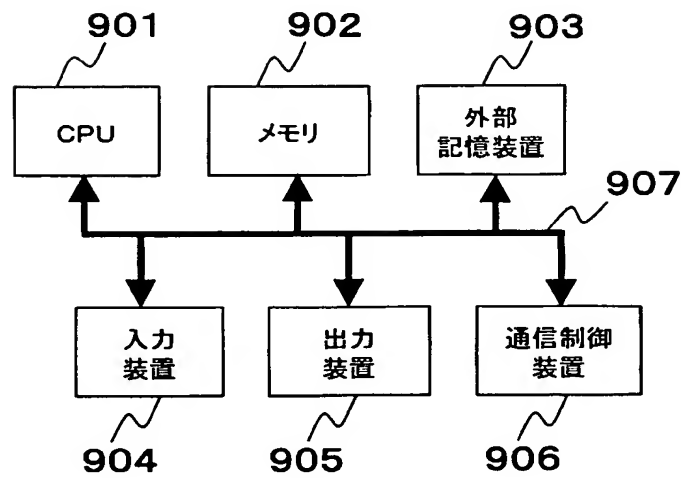 901
902
903
CPU
メモリ
外部
記憶装置
907
入力
装置
出力
装置
通信制御
装置
904
905
906